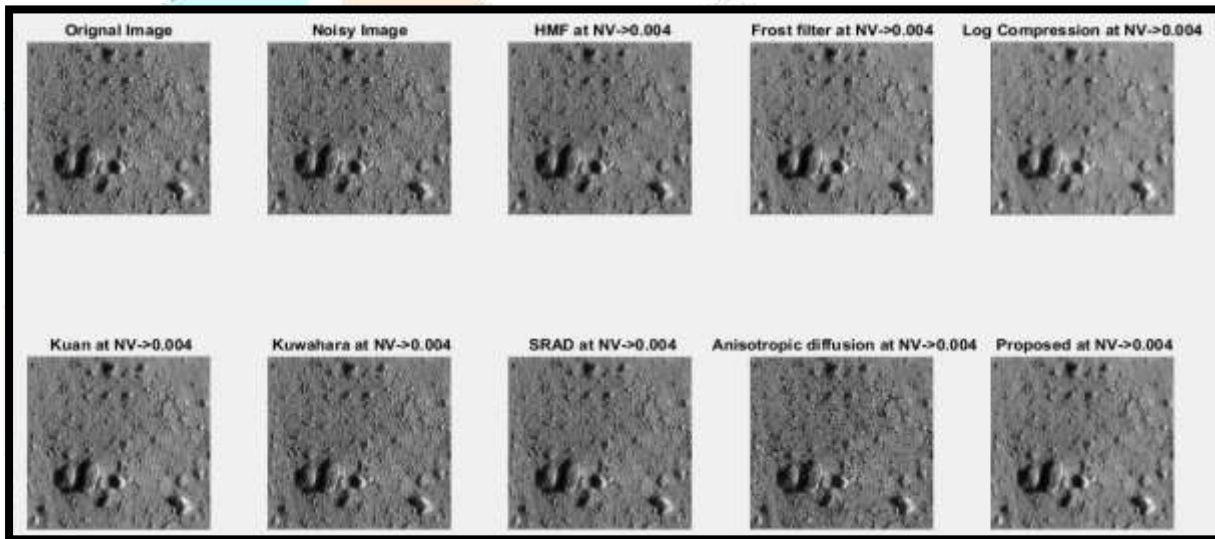 Orignal Image
Noisy Image
HMF at NV->0.004
Frost filter at NV->0.004
Log Compression at NV->0.004
Kuan at NV->0.004
Kuwahara at NV->0.004
SRAD at NV->0.004
Anisotropic diffusion at NV->0.004
Proposed at NV->0.004